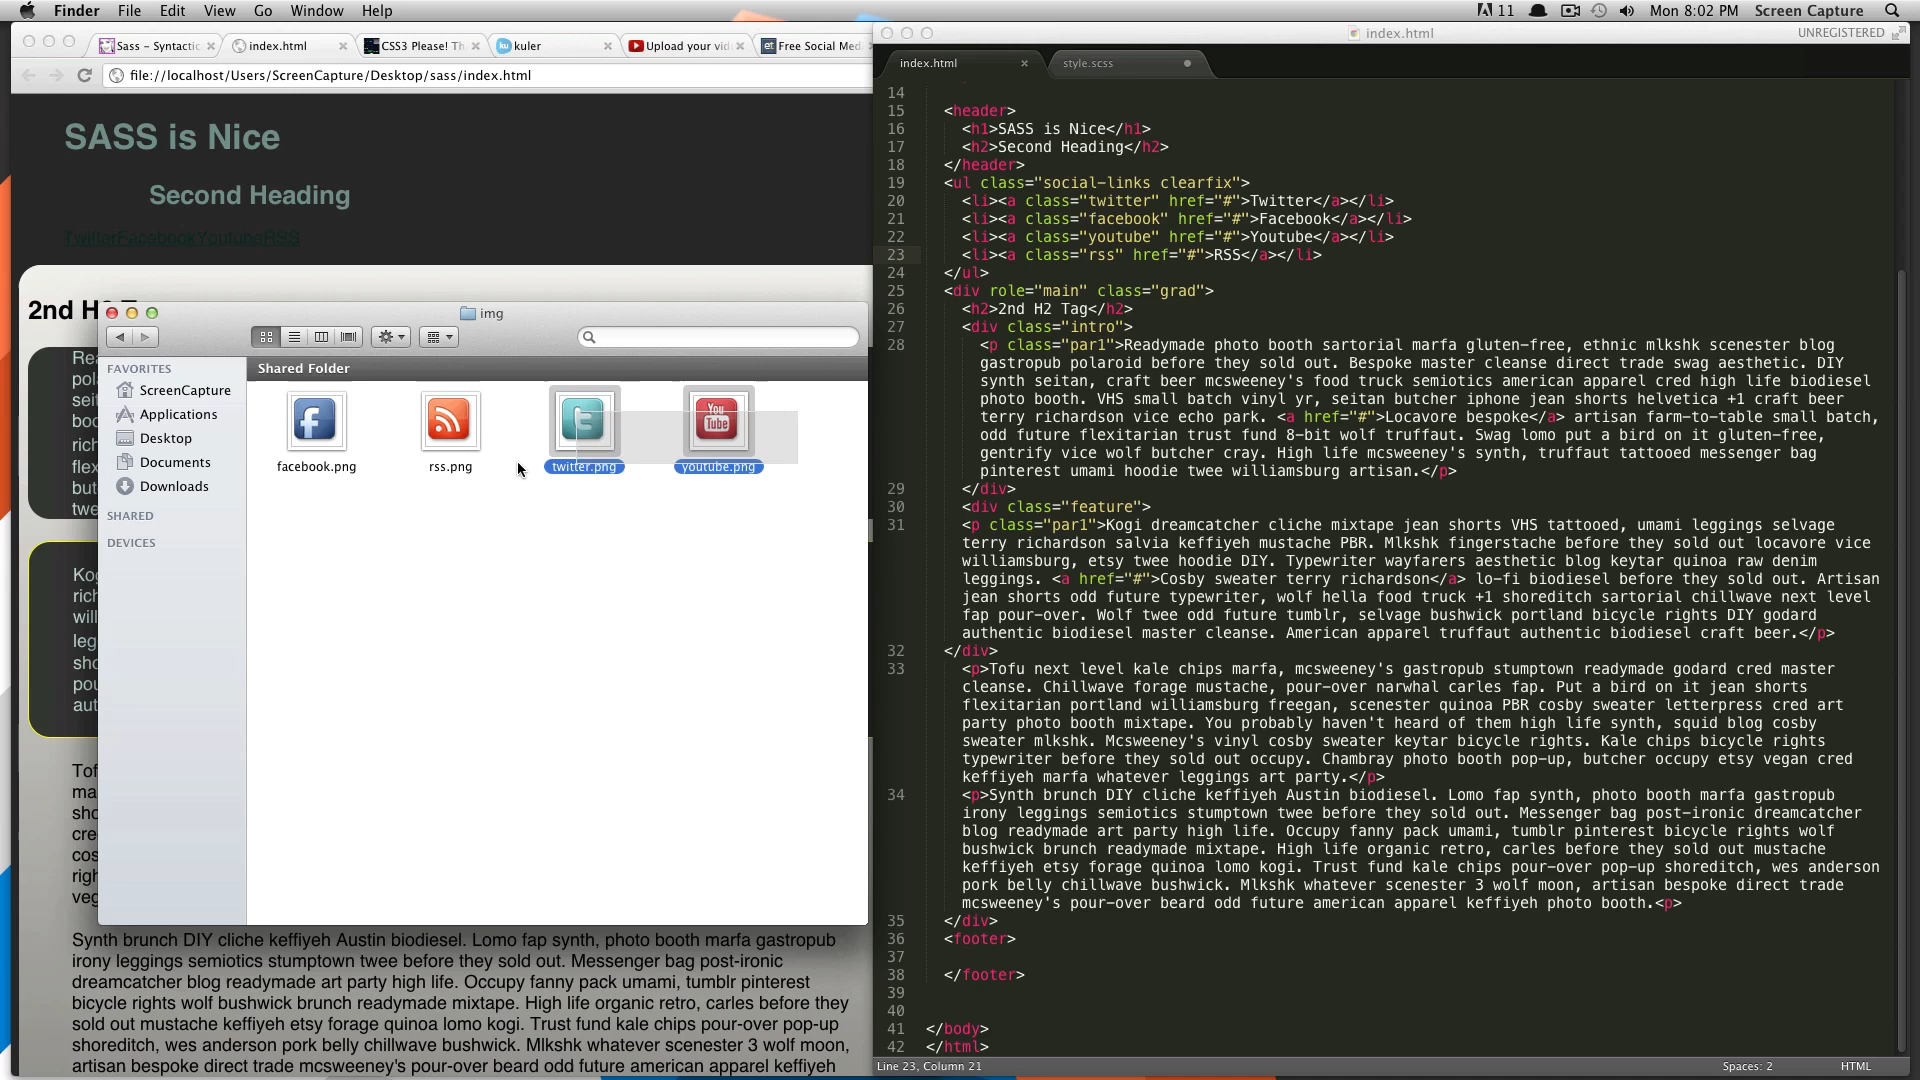 Finder File Edit View Go Window Help
11 Mon 8:02 PM Screen Capture
Sass – Syntactic
index.html
CSS3 Please! Th
kuler
Upload your vid
Free Social Med
file://localhost/Users/ScreenCapture/Desktop/sass/index.html
SASS is Nice
Second Heading
TwitterFacebookYoutubeRSS
2nd H2 T
Rea
pola
seit
boo
rich
flex
but
twe
Kog
rich
will
leg
sho
pou
aut
Tof
ma
sho
cre
cos
righ
veg
Synth brunch DIY cliche keffiyeh Austin biodiesel. Lomo fap synth, photo booth marfa gastropub
irony leggings semiotics stumptown twee before they sold out. Messenger bag post-ironic
dreamcatcher blog readymade art party high life. Occupy fanny pack umami, tumblr pinterest
bicycle rights wolf bushwick brunch readymade mixtape. High life organic retro, carles before they
sold out mustache keffiyeh etsy forage quinoa lomo kogi. Trust fund kale chips pour-over pop-up
shoreditch, wes anderson pork belly chillwave bushwick. Mlkshk whatever scenester 3 wolf moon,
artisan bespoke direct trade mcsweeney's pour-over beard odd future american apparel keffiyeh
img
FAVORITES
ScreenCapture
Applications
Desktop
Documents
Downloads
SHARED
DEVICES
Shared Folder
You
Tube
facebook.png
rss.png
twitter.png
youtube.png
index.html
UNREGISTERED
index.html
style.scss
14
15 <header>
16 <h1>SASS is Nice</h1>
17 <h2>Second Heading</h2>
18 </header>
19 <ul class="social-links clearfix">
20 <li><a class="twitter" href="#">Twitter</a></li>
21 <li><a class="facebook" href="#">Facebook</a></li>
22 <li><a class="youtube" href="#">Youtube</a></li>
23 <li><a class="rss" href="#">RSS</a></li>
24 </ul>
25 <div role="main" class="grad">
26 <h2>2nd H2 Tag</h2>
27 <div class="intro">
28 <p class="par1">Readymade photo booth sartorial marfa gluten-free, ethnic mlkshk scenester blog
gastropub polaroid before they sold out. Bespoke master cleanse direct trade swag aesthetic. DIY
synth seitan, craft beer mcsweeney's food truck semiotics american apparel cred high life biodiesel
photo booth. VHS small batch vinyl yr, seitan butcher iphone jean shorts helvetica +1 craft beer
terry richardson vice echo park. <a href="#">Locavore bespoke</a> artisan farm-to-table small batch,
odd future flexitarian trust fund 8-bit wolf truffaut. Swag lomo put a bird on it gluten-free,
gentrify vice wolf butcher cray. High life mcsweeney's synth, truffaut tattooed messenger bag
pinterest umami hoodie twee williamsburg artisan.</p>
29 </div>
30 <div class="feature">
31 <p class="par1">Kogi dreamcatcher cliche mixtape jean shorts VHS tattooed, umami leggings selvage
terry richardson salvia keffiyeh mustache PBR. Mlkshk fingerstache before they sold out locavore vice
williamsburg, etsy twee hoodie DIY. Typewriter wayfarers aesthetic blog keytar quinoa raw denim
leggings. <a href="#">Cosby sweater terry richardson</a> lo-fi biodiesel before they sold out. Artisan
jean shorts odd future typewriter, wolf hella food truck +1 shoreditch sartorial chillwave next level
fap pour-over. Wolf twee odd future tumblr, selvage bushwick portland bicycle rights DIY godard
authentic biodiesel master cleanse. American apparel truffaut authentic biodiesel craft beer.</p>
32 </div>
33 <p>Tofu next level kale chips marfa, mcsweeney's gastropub stumptown readymade godard cred master
cleanse. Chillwave forage mustache, pour-over narwhal carles fap. Put a bird on it jean shorts
flexitarian portland williamsburg freegan, scenester quinoa PBR cosby sweater letterpress cred art
party photo booth mixtape. You probably haven't heard of them high life synth, squid blog cosby
sweater mlkshk. Mcsweeney's vinyl cosby sweater keytar bicycle rights. Kale chips bicycle rights
typewriter before they sold out occupy. Chambray photo booth pop-up, butcher occupy etsy vegan cred
keffiyeh marfa whatever leggings art party.</p>
34 <p>Synth brunch DIY cliche keffiyeh Austin biodiesel. Lomo fap synth, photo booth marfa gastropub
irony leggings semiotics stumptown twee before they sold out. Messenger bag post-ironic dreamcatcher
blog readymade art party high life. Occupy fanny pack umami, tumblr pinterest bicycle rights wolf
bushwick brunch readymade mixtape. High life organic retro, carles before they sold out mustache
keffiyeh etsy forage quinoa lomo kogi. Trust fund kale chips pour-over pop-up shoreditch, wes anderson
pork belly chillwave bushwick. Mlkshk whatever scenester 3 wolf moon, artisan bespoke direct trade
mcsweeney's pour-over beard odd future american apparel keffiyeh photo booth.<p>
35 </div>
36 <footer>
37
38 </footer>
39
40
41 </body>
42 </html>
Line 23, Column 21
Spaces: 2
HTML